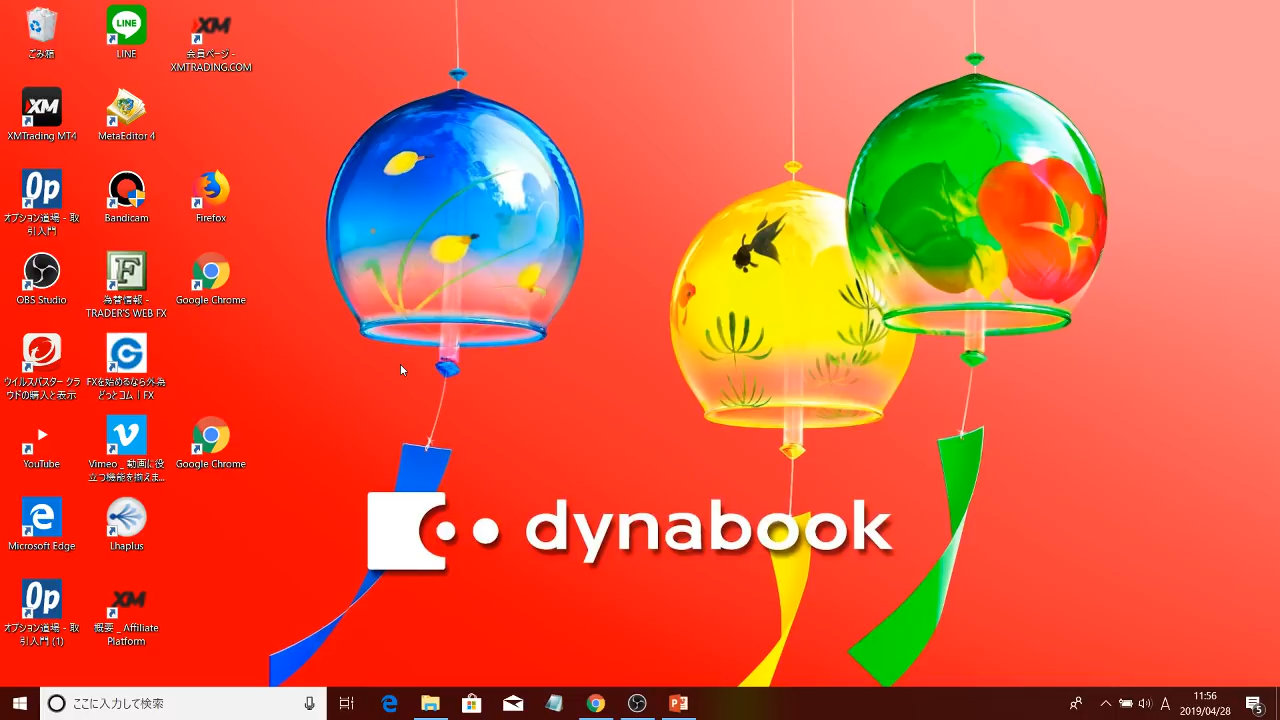 ごみ箱
LINE
会員ページ -
XMTRADING.COM
XM
XM
XMTrading MT4
MetaEditor 4
Op
オプション道場 - 取
引入門
Bandicam
Firefox
OBS Studio
F
為替情報 -
TRADER'S WEB FX
Google Chrome
ウイルスバスター クラ
ウドの購入と表示
FXを始めるなら外為
どっとコム｜FX
YouTube
Vimeo _ 動画に役
立つ機能を揃えま...
Google Chrome
Microsoft Edge
Lhaplus
Op
オプション道場 - 取
引入門 (1)
XM
概要 _ Affiliate
Platform
dynabook
ここに入力して検索
A
11:56
2019/04/28
5